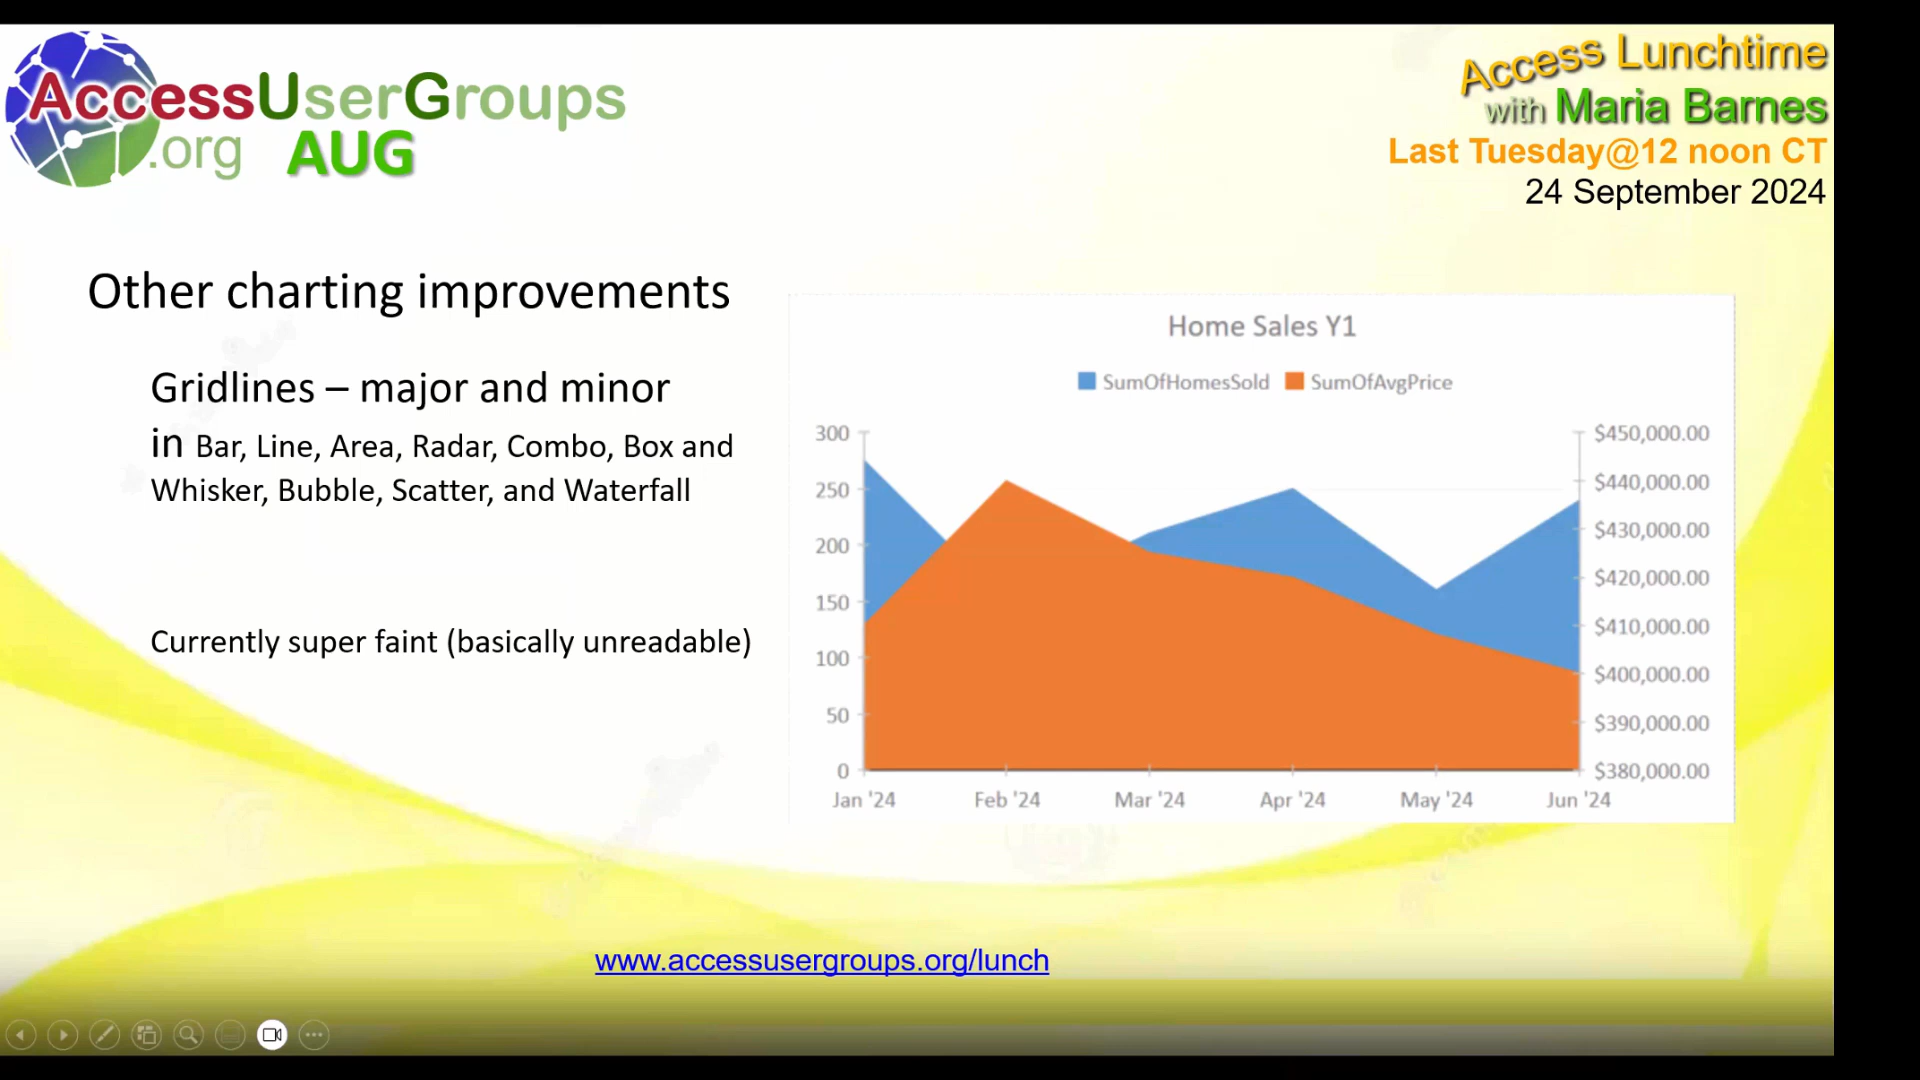 AccessUserGroups
.org AUG
Access Lunchtime
with Maria Barnes
Last Tuesday@12 noon CT
24 September 2024
Other charting improvements
Gridlines – major and minor
in Bar, Line, Area, Radar, Combo, Box and
Whisker, Bubble, Scatter, and Waterfall
Currently super faint (basically unreadable)
Home Sales Y1
SumOfHomesSold SumOfAvgPrice
300 $450,000.00
250 $440,000.00
$430,000.00
200
$420,000.00
150
$410,000.00
100
$400,000.00
50
$390,000.00
0 $380,000.00
Jan '24 Feb '24 Mar '24 Apr '24 May '24 Jun '24
www.accessusergroups.org/lunch